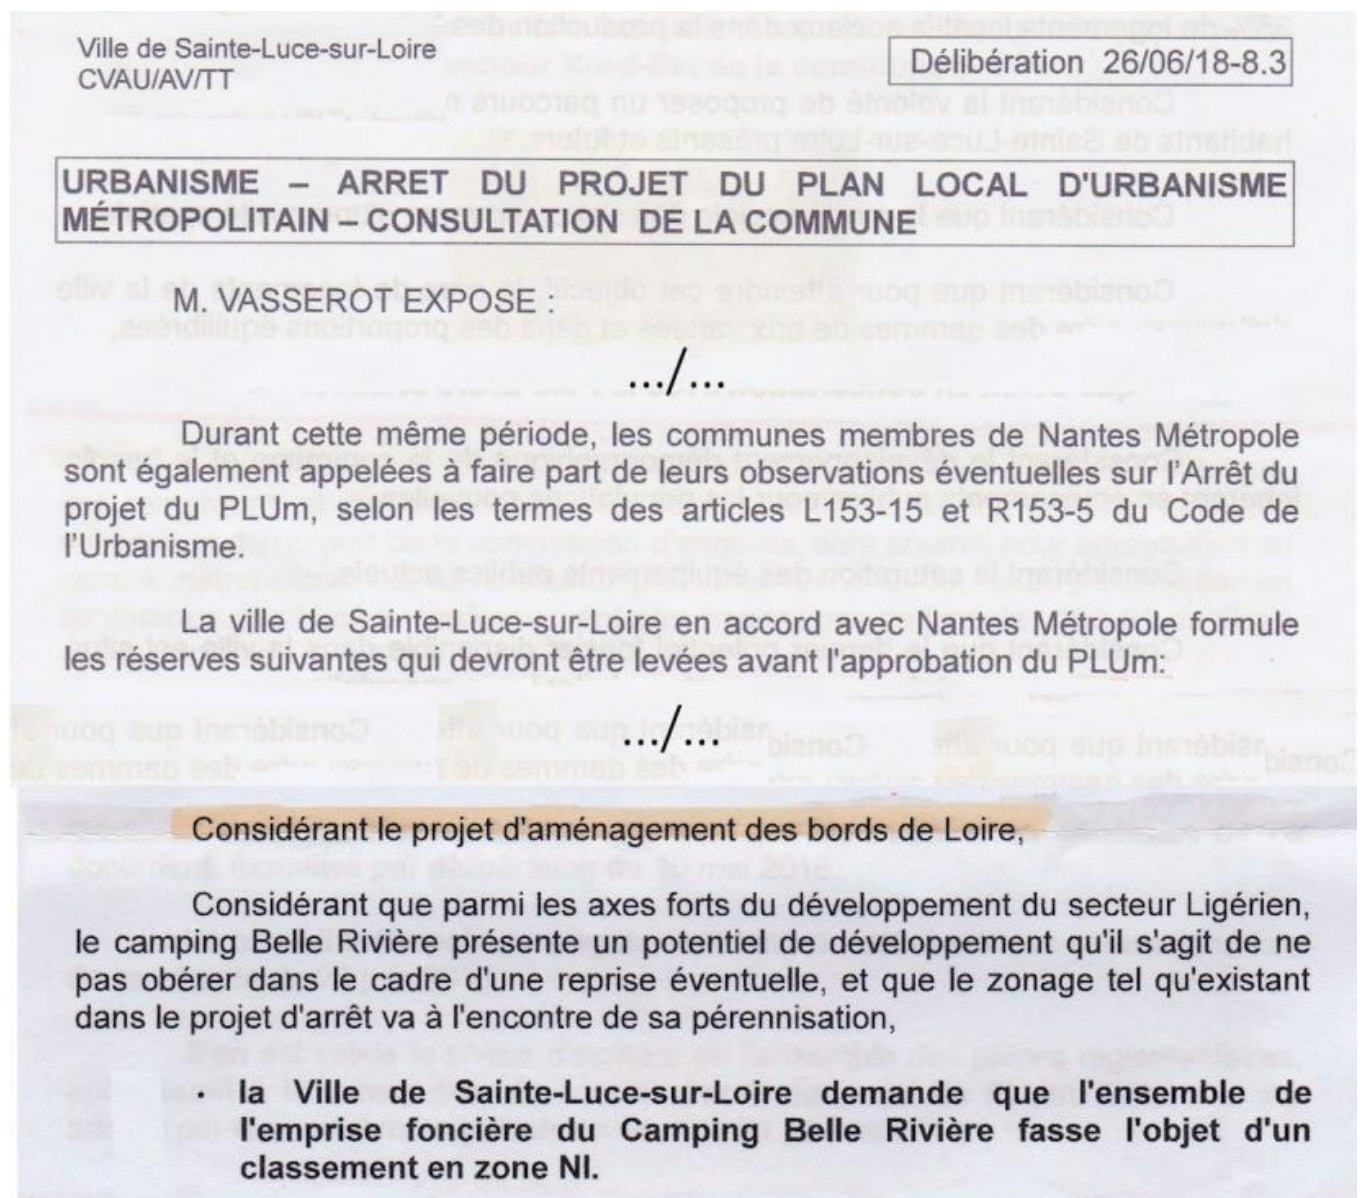 Ville de Sainte-Luce-sur-Loire
CVAU/AV/TT
Délibération 26/06/18-8.3
URBANISME – ARRET DU PROJET DU PLAN LOCAL D'URBANISME
MÉTROPOLITAIN – CONSULTATION DE LA COMMUNE
M. VASSEROT EXPOSE :
.../...
Durant cette même période, les communes membres de Nantes Métropole
sont également appelées à faire part de leurs observations éventuelles sur l'Arrêt du
projet du PLUm, selon les termes des articles L153-15 et R153-5 du Code de
l'Urbanisme.
La ville de Sainte-Luce-sur-Loire en accord avec Nantes Métropole formule
les réserves suivantes qui devront être levées avant l'approbation du PLUm:
.../...
Considérant le projet d'aménagement des bords de Loire,
Considérant que parmi les axes forts du développement du secteur Ligérien,
le camping Belle Rivière présente un potentiel de développement qu'il s'agit de ne
pas obérer dans le cadre d'une reprise éventuelle, et que le zonage tel qu'existant
dans le projet d'arrêt va à l'encontre de sa pérennisation,
· la Ville de Sainte-Luce-sur-Loire demande que l'ensemble de
l'emprise foncière du Camping Belle Rivière fasse l'objet d'un
classement en zone Nl.